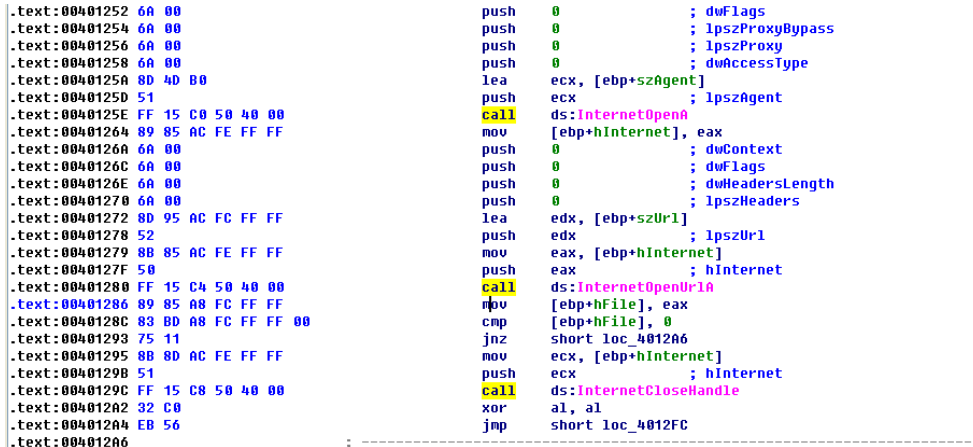 .text:00401252 6A 00 push 0 ; dwFlags
.text:00401254 6A 00 push 0 ; lpszProxyBypass
.text:00401256 6A 00 push 0 ; lpszProxy
.text:00401258 6A 00 push 0 ; dwAccessType
.text:0040125A 8D 4D B0 lea ecx, [ebp+szAgent]
.text:0040125D 51 push ecx ; lpszAgent
.text:0040125E FF 15 C0 50 40 00 call ds:InternetOpenA
.text:00401264 89 85 AC FE FF FF mov [ebp+hInternet], eax
.text:0040126A 6A 00 push 0 ; dwContext
.text:0040126C 6A 00 push 0 ; dwFlags
.text:0040126E 6A 00 push 0 ; dwHeadersLength
.text:00401270 6A 00 push 0 ; lpszHeaders
.text:00401272 8D 95 AC FC FF FF lea edx, [ebp+szUrl]
.text:00401278 52 push edx ; lpszUrl
.text:00401279 8B 85 AC FE FF FF mov eax, [ebp+hInternet]
.text:0040127F 50 push eax ; hInternet
.text:00401280 FF 15 C4 50 40 00 call ds:InternetOpenUrlA
.text:00401286 89 85 A8 FC FF FF mov [ebp+hFile], eax
.text:0040128C 83 BD A8 FC FF FF 00 cmp [ebp+hFile], 0
.text:00401293 75 11 jnz short loc_4012A6
.text:00401295 8B 8D AC FE FF FF mov ecx, [ebp+hInternet]
.text:0040129B 51 push ecx ; hInternet
.text:0040129C FF 15 C8 50 40 00 call ds:InternetCloseHandle
.text:004012A2 32 C0 xor al, al
.text:004012A4 EB 56 jmp short loc_4012FC
.text:004012A6 ; ---------------------------------------------------------------------------